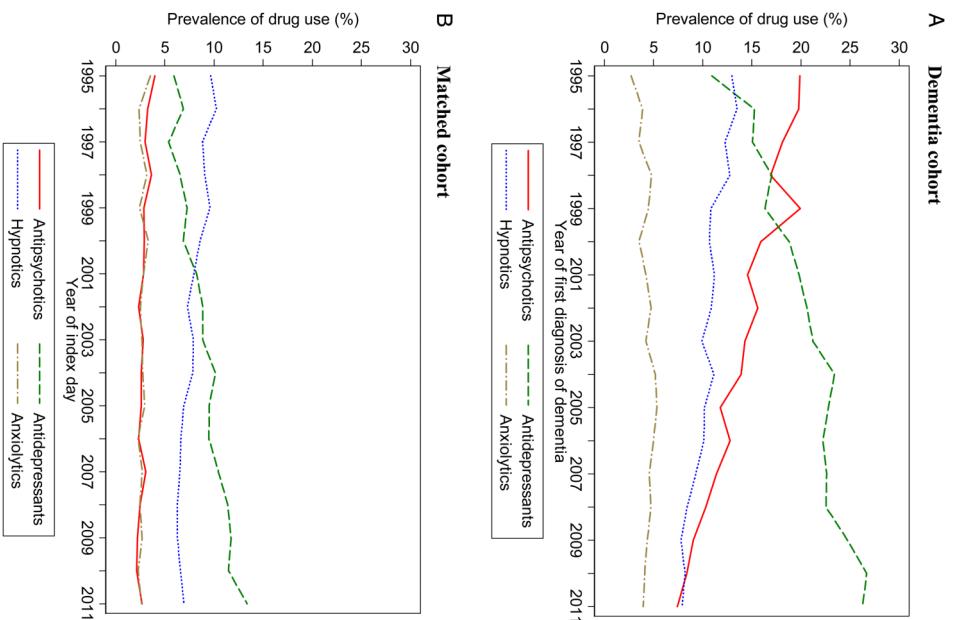 A
Dementia cohort
Prevalence of drug use (%)
0 5 10 15 20 25 30
1995 1997 1999 2001 2003 2005 2007 2009 2011
Year of first diagnosis of dementia
Antipsychotics Antidepressants
Hypnotics Anxiolytics
B
Matched cohort
Prevalence of drug use (%)
0 5 10 15 20 25 30
1995 1997 1999 2001 2003 2005 2007 2009 2011
Year of index day
Antipsychotics Antidepressants
Hypnotics Anxiolytics